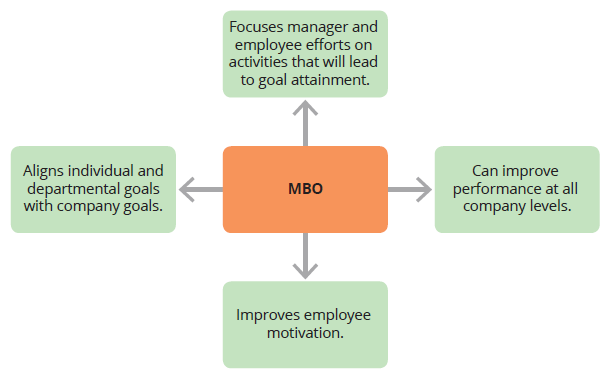 Focuses manager and
employee efforts on
activities that will lead
to goal attainment.
Aligns individual and
departmental goals
with company goals.
MBO
Can improve
performance at all
company levels.
Improves employee
motivation.